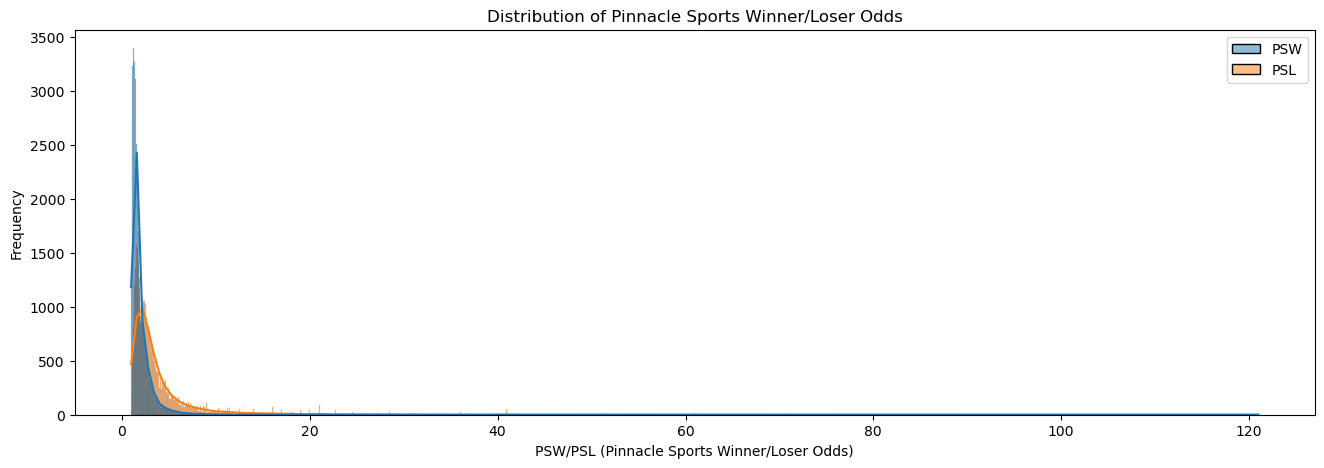 Distribution of Pinnacle Sports Winner/Loser Odds
PSW
PSL
Frequency
3500
3000
2500
2000
1500
1000
500
0
0 20 40 60 80 100 120
PSW/PSL (Pinnacle Sports Winner/Loser Odds)